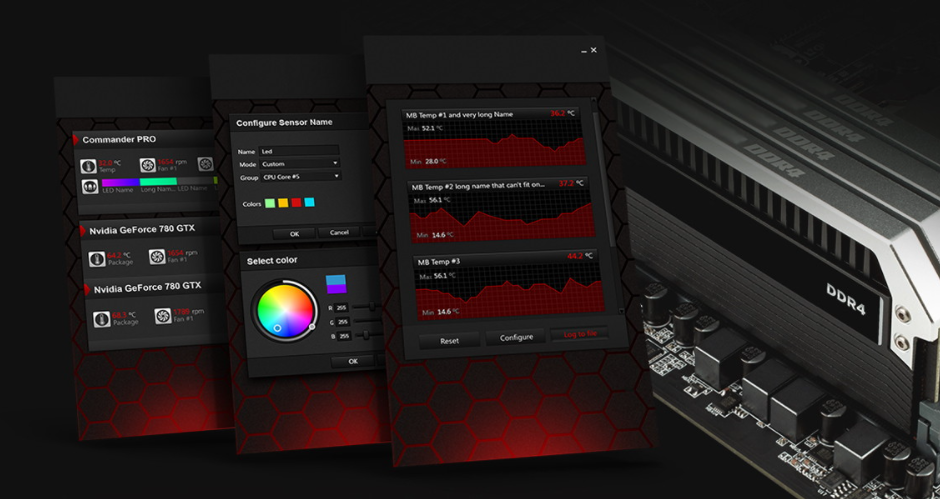 Commander PRO
32.0 °C
Temp
1654 rpm
Fan #1
LED Name
Long Nam...
LED Name
Nvidia GeForce 780 GTX
64.2 °C
Package
1654 rpm
Fan #1
Nvidia GeForce 780 GTX
68.3 °C
Package
1789 rpm
Fan #1
Configure Sensor Name
Name Led
Mode Custom
Group CPU Core #5
Colors
OK Cancel
Select color
R 255
G 255
B 255
OK
MB Temp #1 and very long Name 36.2 °C
Max 52.1 °C
Min 28.0 °C
MB Temp #2 long name that can't fit on... 37.2 °C
Max 56.1 °C
Min 14.6 °C
MB Temp #3 44.2 °C
Max 56.1 °C
Min 14.6 °C
Reset Configure Log to file
DDR4
DDR4
DDR4
DDR4